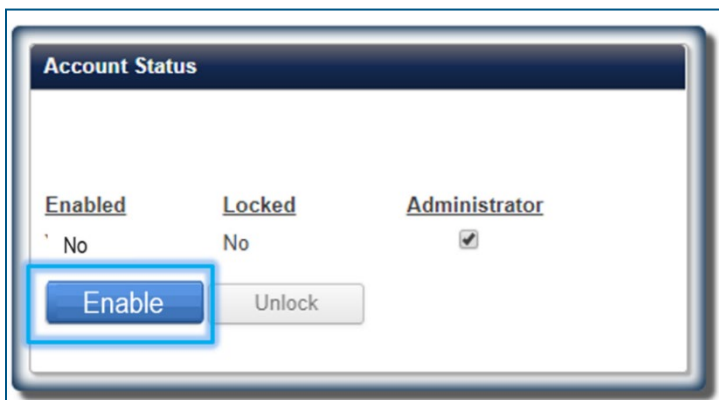 Account Status
Enabled Locked Administrator
No No
Enable Unlock